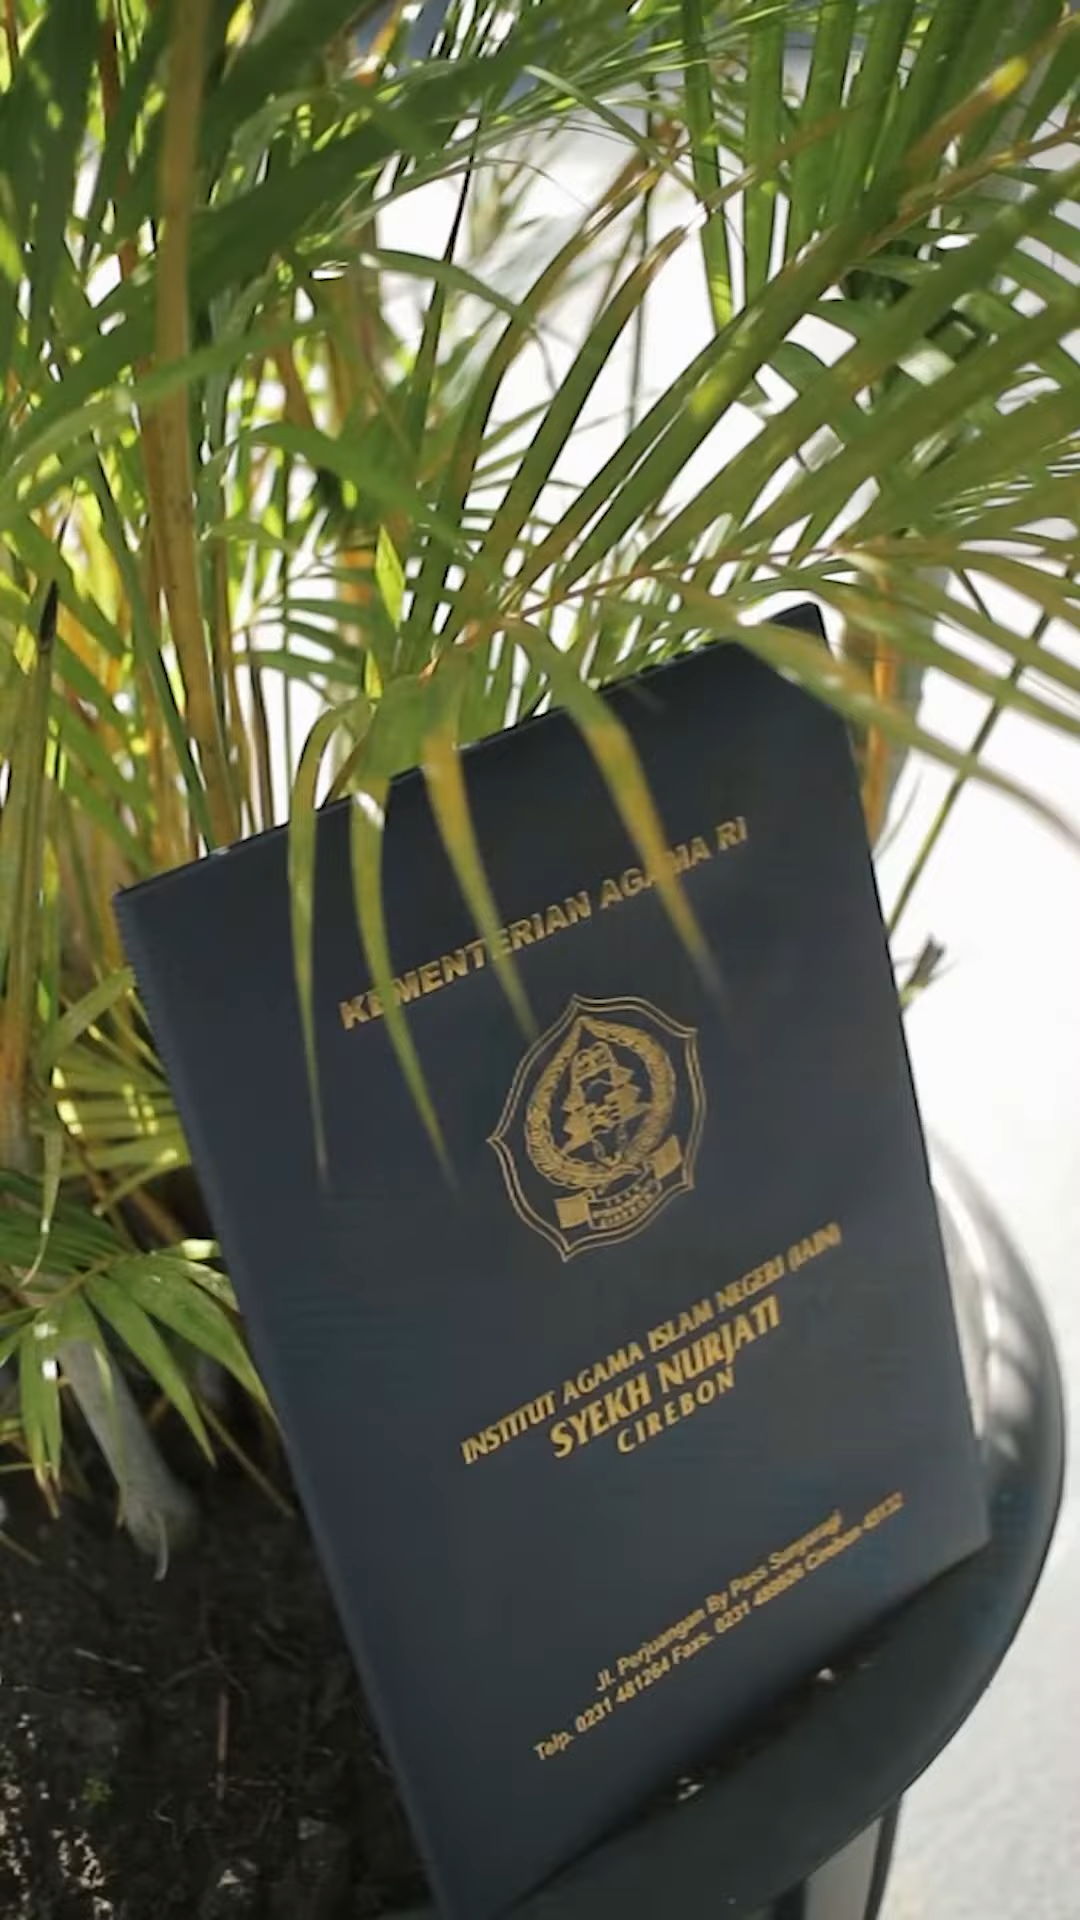 KEMENTERIAN AGAMA RI
INSTITUT AGAMA ISLAM NEGERI (IAIN)
SYEKH NURJATI
CIREBON
Jl. Perjuangan By Pass Sunyaragi
Telp. 0231 481264 Faxs. 0231 489926 Cirebon 45132